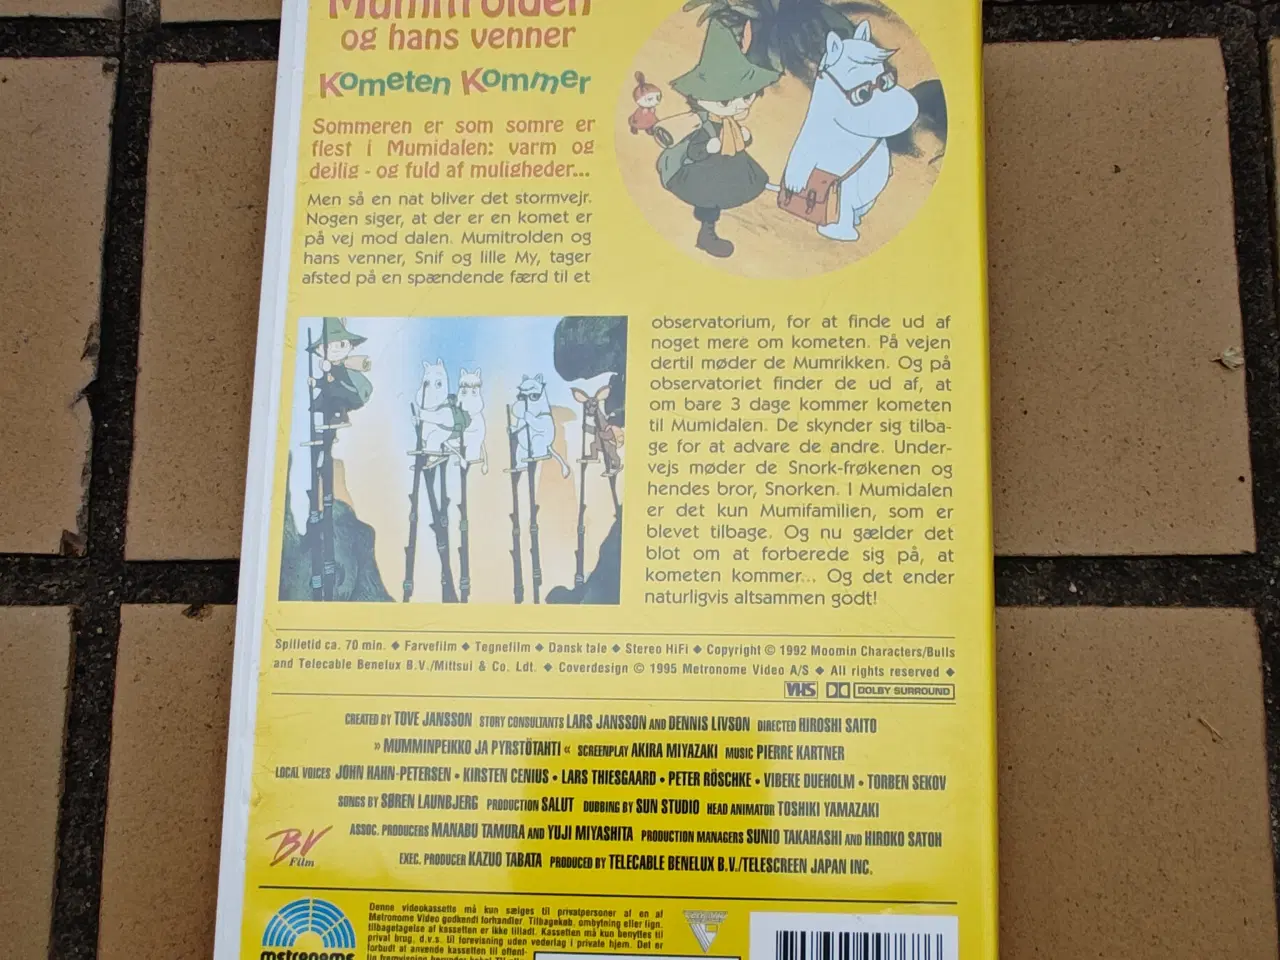 Mumitrolden
og hans venner
Kometen Kommer
Sommeren er som somre er
flest i Mumidalen: varm og
dejlig - og fuld af muligheder...
Men så en nat bliver det stormvejr.
Nogen siger, at der er en komet er
på vej mod dalen. Mumitrolden og
hans venner, Snif og lille My, tager
afsted på en spændende færd til et
observatorium, for at finde ud af
noget mere om kometen. På vejen
dertil møder de Mumrikken. Og på
observatoriet finder de ud af, at
om bare 3 dage kommer kometen
til Mumidalen. De skynder sig tilba-
ge for at advare de andre. Under-
vejs møder de Snork-frøkenen og
hendes bror, Snorken. I Mumidalen
er det kun Mumifamilien, som er
blevet tilbage. Og nu gælder det
blot om at forberede sig på, at
kometen kommer... Og det ender
naturligvis altsammen godt!
Spilletid ca. 70 min. ◆ Farvefilm ◆ Tegnefilm ◆ Dansk tale ◆ Stereo HiFi ◆ Copyright © 1992 Moomin Characters/Bulls
and Telecable Benelux B.V./Mittsui & Co. Ldt. ◆ Coverdesign © 1995 Metronome Video A/S ◆ All rights reserved ◆
VHS DOLBY SURROUND
CREATED BY TOVE JANSSON STORY CONSULTANTS LARS JANSSON AND DENNIS LIVSON DIRECTED HIROSHI SAITO
» MUMMINPEIKKO JA PYRSTÖTAHTI « SCREENPLAY AKIRA MIYAZAKI MUSIC PIERRE KARTNER
LOCAL VOICES JOHN HAHN-PETERSEN • KIRSTEN CENIUS • LARS THIESGAARD • PETER RÖSCHKE • VIBEKE DUEHOLM • TORBEN SEKOV
SONGS BY SØREN LAUNBJERG PRODUCTION SALUT DUBBING BY SUN STUDIO HEAD ANIMATOR TOSHIKI YAMAZAKI
ASSOC. PRODUCERS MANABU TAMURA AND YUJI MIYASHITA PRODUCTION MANAGERS SUNIO TAKAHASHI AND HIROKO SATOH
EXEC. PRODUCER KAZUO TABATA PRODUCED BY TELECABLE BENELUX B.V./TELESCREEN JAPAN INC.
BV
Film
metronome
Denne videokassette må kun sælges til privatpersoner af en af
Metronome Video godkendt forhandler. Tilbagekøb, ombytning eller lign.
tilbagetagelse af kassetten er ikke tilladt. Kassetten må kun benyttes til
privat brug, d.v.s. til forevisning uden vederlag i private hjem. Det er
forbudt at anvende kassetten til offent-